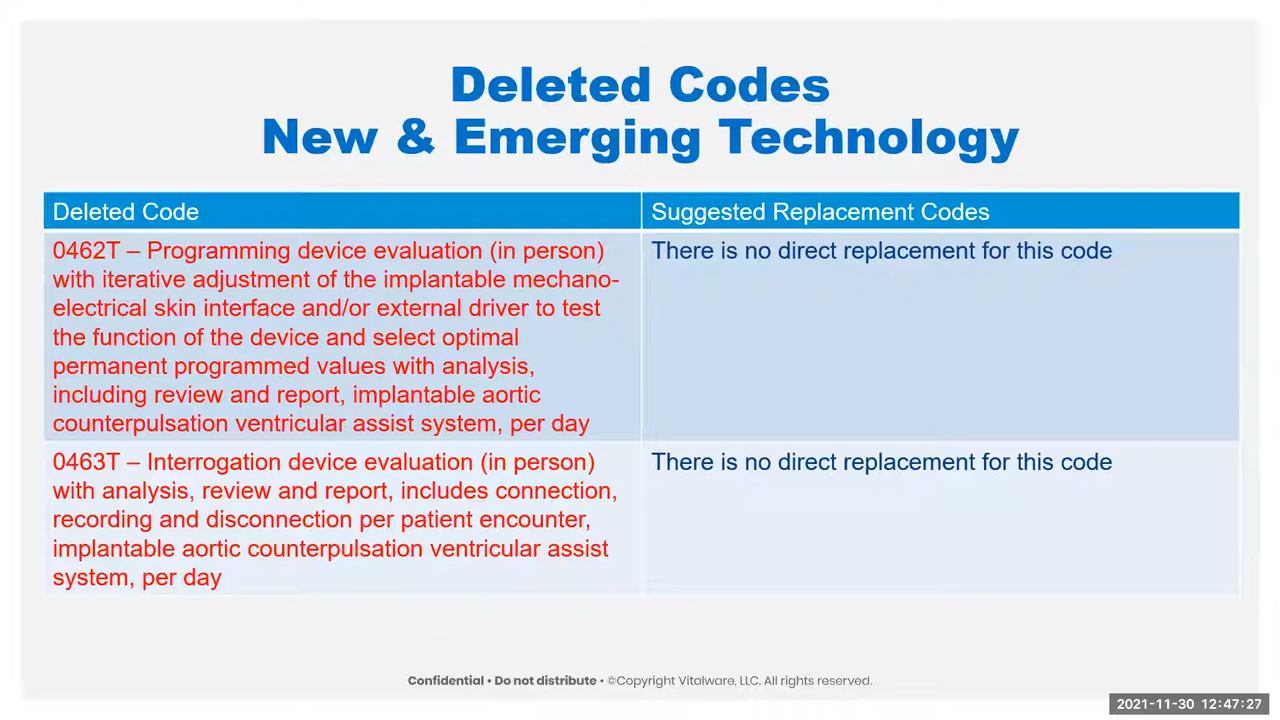 Deleted Codes
New & Emerging Technology
Deleted Code
Suggested Replacement Codes
0462T – Programming device evaluation (in person)
with iterative adjustment of the implantable mechano-
electrical skin interface and/or external driver to test
the function of the device and select optimal
permanent programmed values with analysis,
including review and report, implantable aortic
counterpulsation ventricular assist system, per day
There is no direct replacement for this code
0463T – Interrogation device evaluation (in person)
with analysis, review and report, includes connection,
recording and disconnection per patient encounter,
implantable aortic counterpulsation ventricular assist
system, per day
There is no direct replacement for this code
Confidential • Do not distribute • ©Copyright Vitalware, LLC. All rights reserved.
2021-11-30 12:47:27